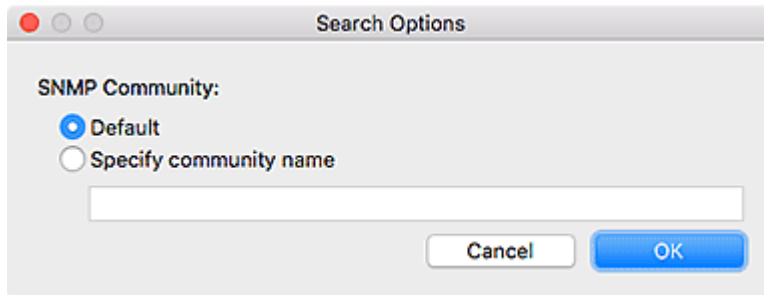 Search Options
SNMP Community:
Default
Specify community name
Cancel OK